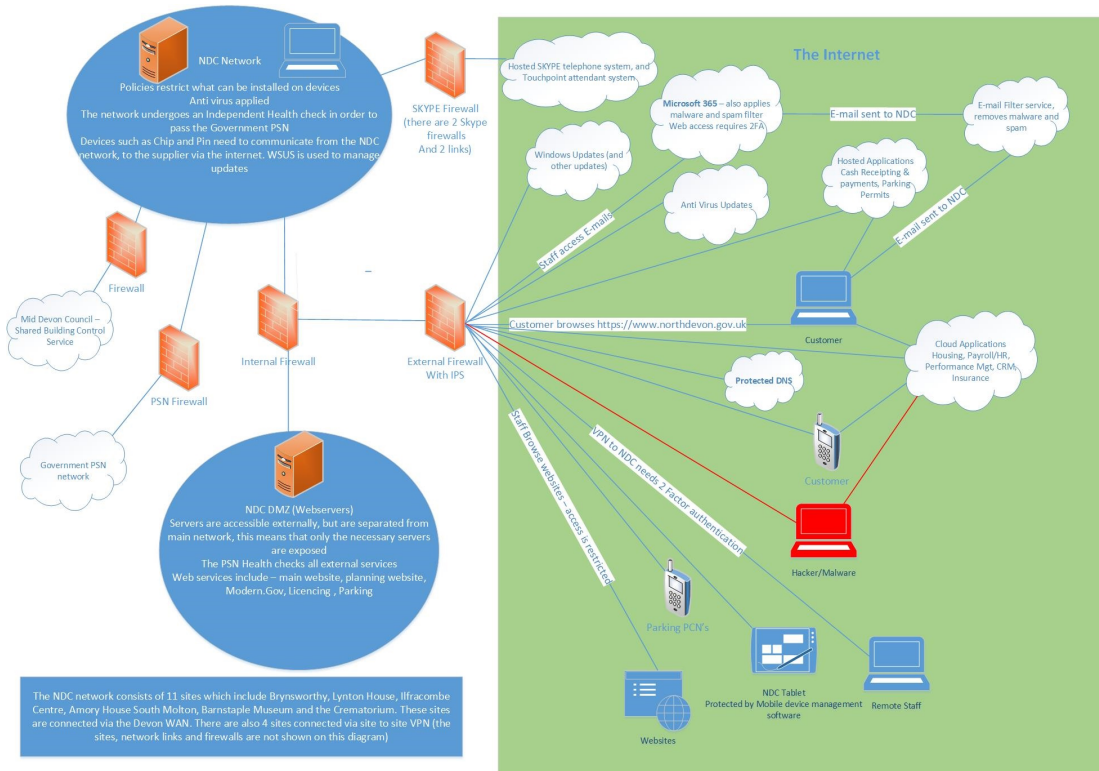 NDC Network
Policies restrict what can be installed on devices
Anti virus applied
The network undergoes an Independent Health check in order to
pass the Government PSN
Devices such as Chip and Pin need to communicate from the NDC
network, to the supplier via the internet. WSUS is used to manage
updates
SKYPE Firewall
(there are 2 Skype
firewalls
And 2 links)
The Internet
Hosted SKYPE telephone system, and
Touchpoint attendant system
Microsoft 365 – also applies
malware and spam filter
Web access requires 2FA
E-mail sent to NDC
E-mail Filter service,
removes malware and
spam
Windows Updates (and
other updates)
Hosted Applications
Cash Receipting &
payments, Parking
Permits
Anti Virus Updates
Staff access E-mails
E-mail sent to NDC
Firewall
Mid Devon Council –
Shared Building Control
Service
Internal Firewall
External Firewall
With IPS
Customer browses https://www.northdevon.gov.uk
Customer
Cloud Applications
Housing, Payroll/HR,
Performance Mgt, CRM,
Insurance
Protected DNS
PSN Firewall
Government PSN
network
Customer
Staff Browse websites – access is restricted
VPN to NDC needs 2 Factor authentication
NDC DMZ (Webservers)
Servers are accessible externally, but are separated from
main network, this means that only the necessary servers
are exposed
The PSN Health checks all external services
Web services include – main website, planning website,
Modern.Gov, Licencing , Parking
Hacker/Malware
Parking PCN's
NDC Tablet
Protected by Mobile device management
software
Remote Staff
Websites
The NDC network consists of 11 sites which include Brynsworthy, Lynton House, Ilfracombe
Centre, Amory House South Molton, Barnstaple Museum and the Crematorium. These sites
are connected via the Devon WAN. There are also 4 sites connected via site to site VPN (the
sites, network links and firewalls are not shown on this diagram)